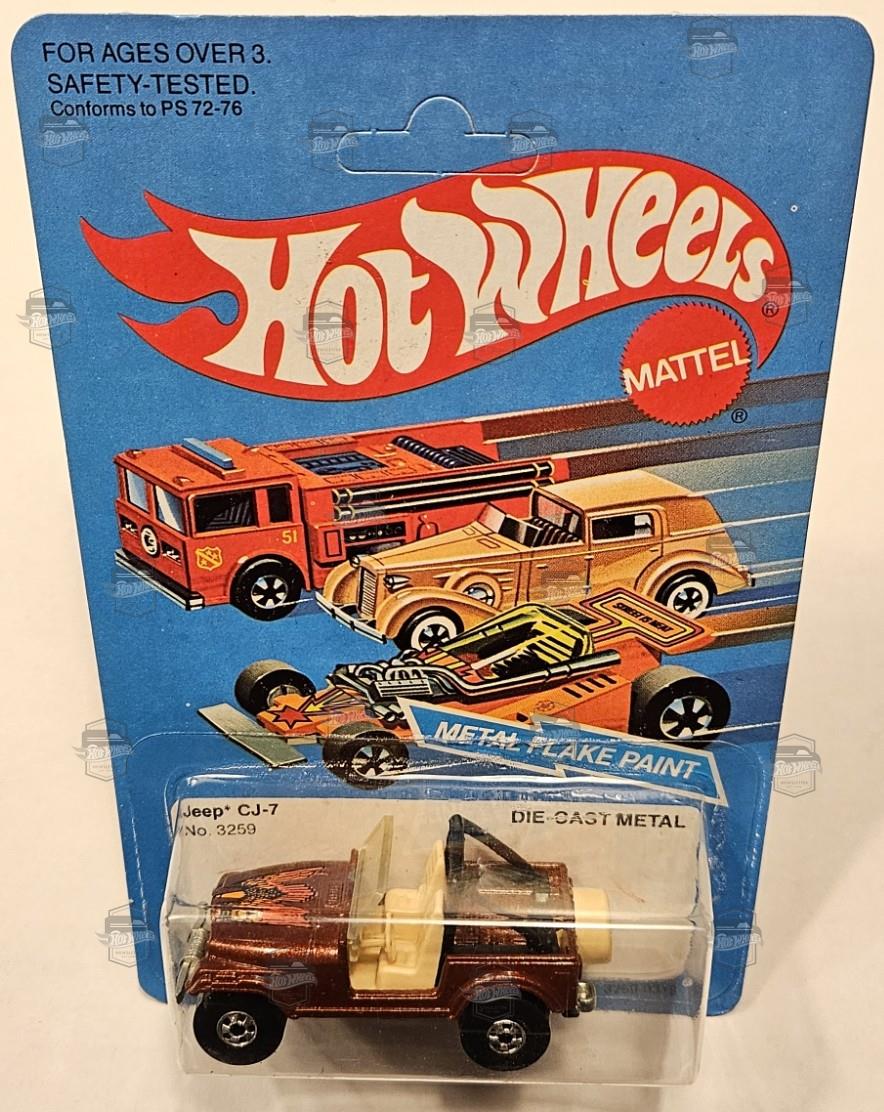 FOR AGES OVER 3.
SAFETY-TESTED.
Conforms to PS 72-76
HOT WHEELS®
MATTEL®
51
METAL FLAKE PAINT
Jeep* CJ-7
No. 3259
DIE-CAST METAL